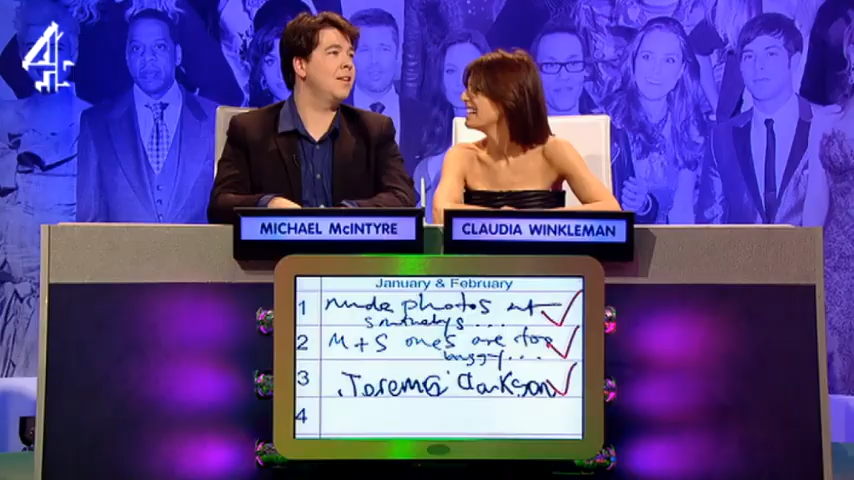 4
MICHAEL McINTYRE
CLAUDIA WINKLEMAN
January & February
1 nude photos at
sothebys...
2 M+S ones are too
baggy...
3 Jeremy Clarkson
4